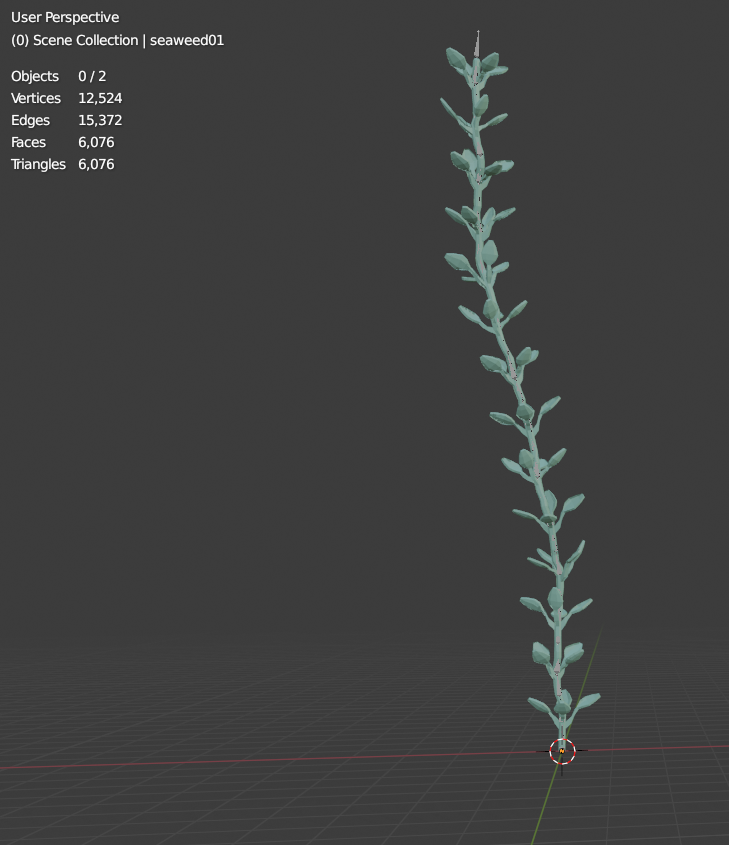 User Perspective
(0) Scene Collection | seaweed01
Objects 0 / 2
Vertices 12,524
Edges 15,372
Faces 6,076
Triangles 6,076